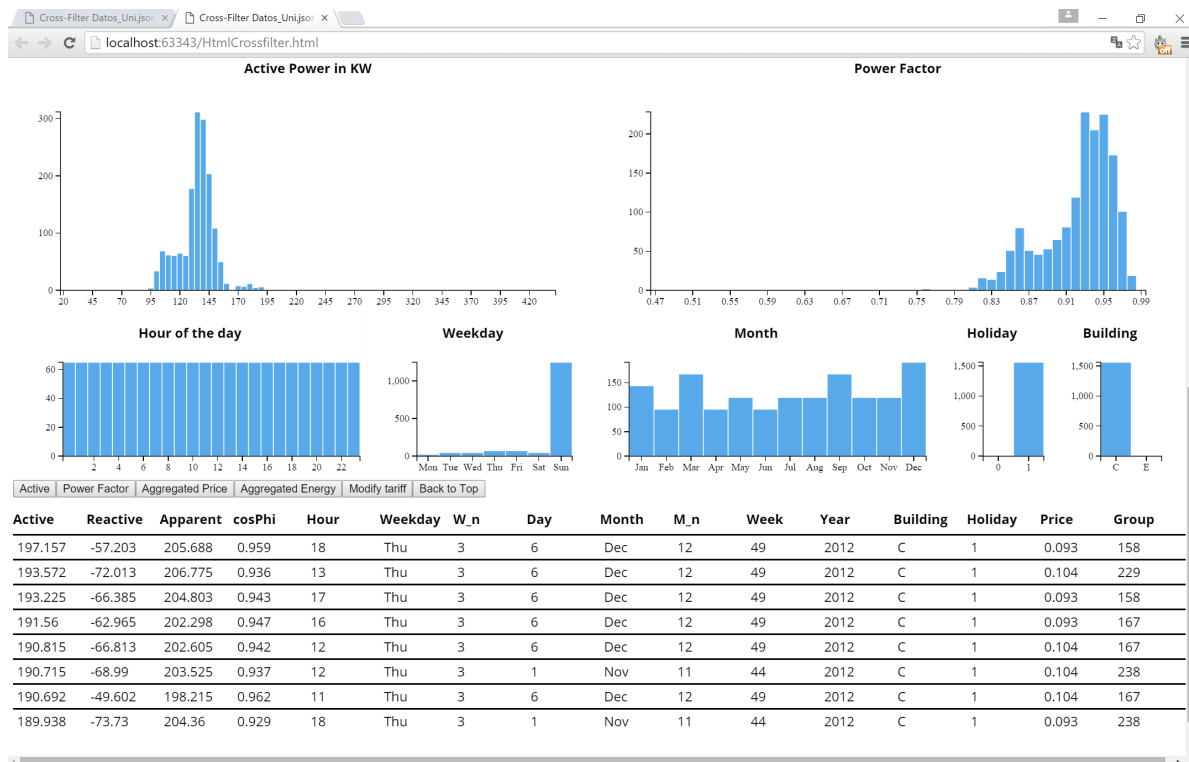 Cross-Filter Datos_Uni.jsor × Cross-Filter Datos_Uni.jsor ×
localhost:63343/HtmlCrossfilter.html off
Active Power in KW Power Factor
300
200
100
0
20 45 70 95 120 145 170 195 220 245 270 295 320 345 370 395 420
200
150
100
50
0
0.47 0.51 0.55 0.59 0.63 0.67 0.71 0.75 0.79 0.83 0.87 0.91 0.95 0.99
Hour of the day Weekday Month Holiday Building
60
40
20
0
2 4 6 8 10 12 14 16 18 20 22
1,000
500
0
Mon Tue Wed Thu Fri Sat Sun
150
100
50
0
Jan Feb Mar Apr May Jun Jul Aug Sep Oct Nov Dec
1,500
1,000
500
0
0 1
1,500
1,000
500
0
C E
Active Power Factor Aggregated Price Aggregated Energy Modify tariff Back to Top
Active Reactive Apparent cosPhi Hour Weekday W_n Day Month M_n Week Year Building Holiday Price Group
197.157 -57.203 205.688 0.959 18 Thu 3 6 Dec 12 49 2012 C 1 0.093 158
193.572 -72.013 206.775 0.936 13 Thu 3 6 Dec 12 49 2012 C 1 0.104 229
193.225 -66.385 204.803 0.943 17 Thu 3 6 Dec 12 49 2012 C 1 0.093 158
191.56 -62.965 202.298 0.947 16 Thu 3 6 Dec 12 49 2012 C 1 0.093 167
190.815 -66.813 202.605 0.942 12 Thu 3 6 Dec 12 49 2012 C 1 0.104 167
190.715 -68.99 203.525 0.937 12 Thu 3 1 Nov 11 44 2012 C 1 0.104 238
190.692 -49.602 198.215 0.962 11 Thu 3 6 Dec 12 49 2012 C 1 0.104 167
189.938 -73.73 204.36 0.929 18 Thu 3 1 Nov 11 44 2012 C 1 0.093 238